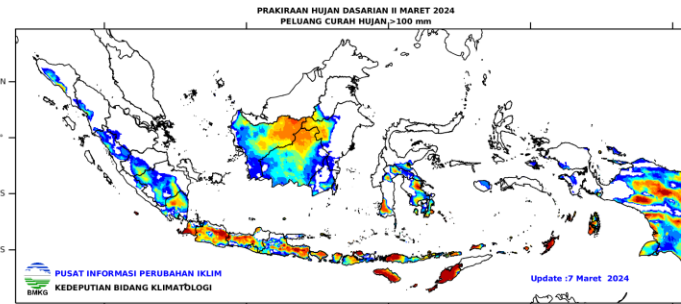 PRAKIRAAN HUJAN DASARIAN II MARET 2024
PELUANG CURAH HUJAN >100 mm
N
°
S
S
PUSAT INFORMASI PERUBAHAN IKLIM
KEDEPUTIAN BIDANG KLIMATOLOGI
BMKG
Update :7 Maret 2024